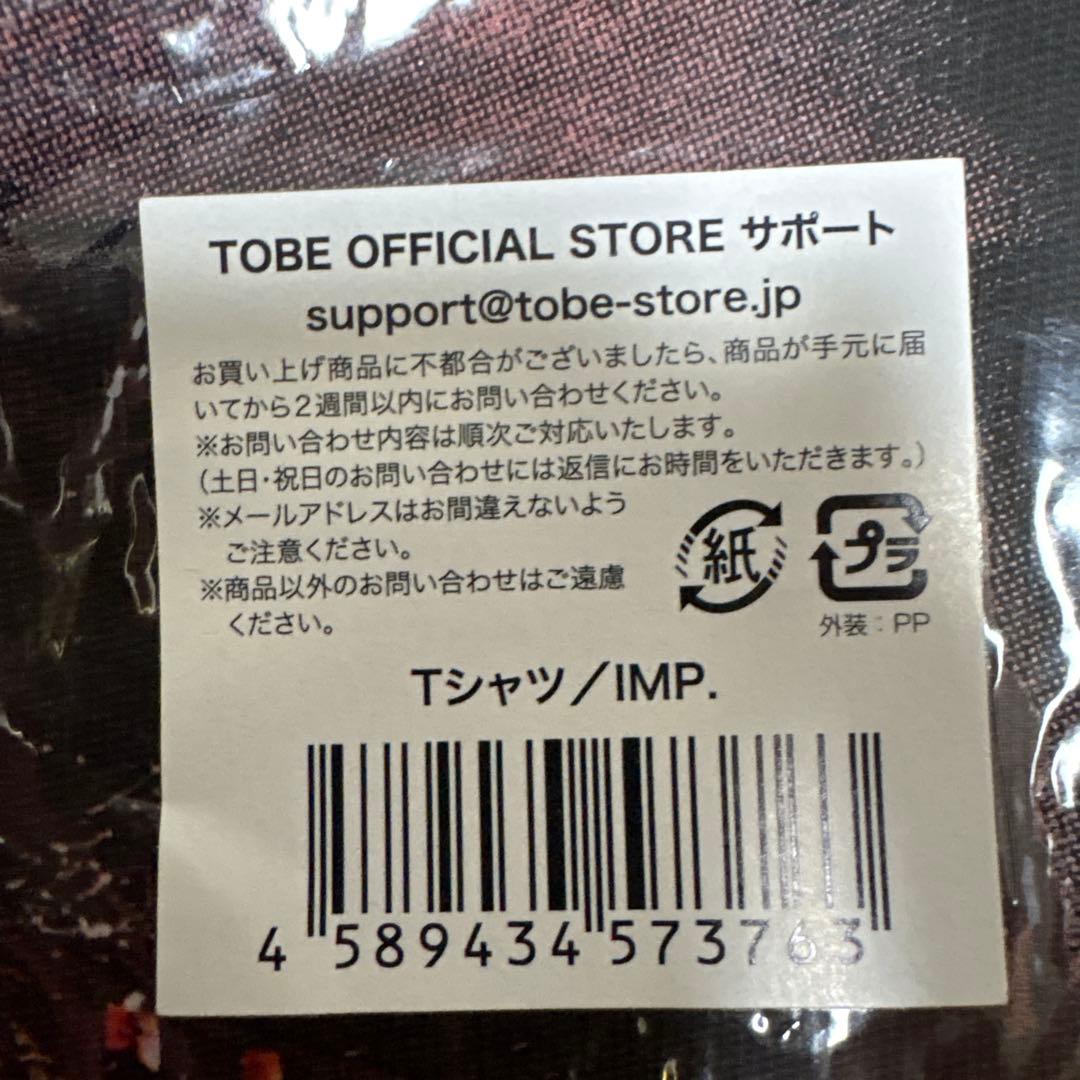 TOBE OFFICIAL STORE サポート
support@tobe-store.jp
お買い上げ商品に不都合がございましたら、商品が手元に届
いてから2週間以内にお問い合わせください。
※お問い合わせ内容は順次ご対応いたします。
(土日・祝日のお問い合わせには返信にお時間をいただきます。)
※メールアドレスはお間違えないよう
ご注意ください。
※商品以外のお問い合わせはご遠慮
ください。
紙
プラ
外装：PP
Tシャツ／IMP.
4 589434 573763